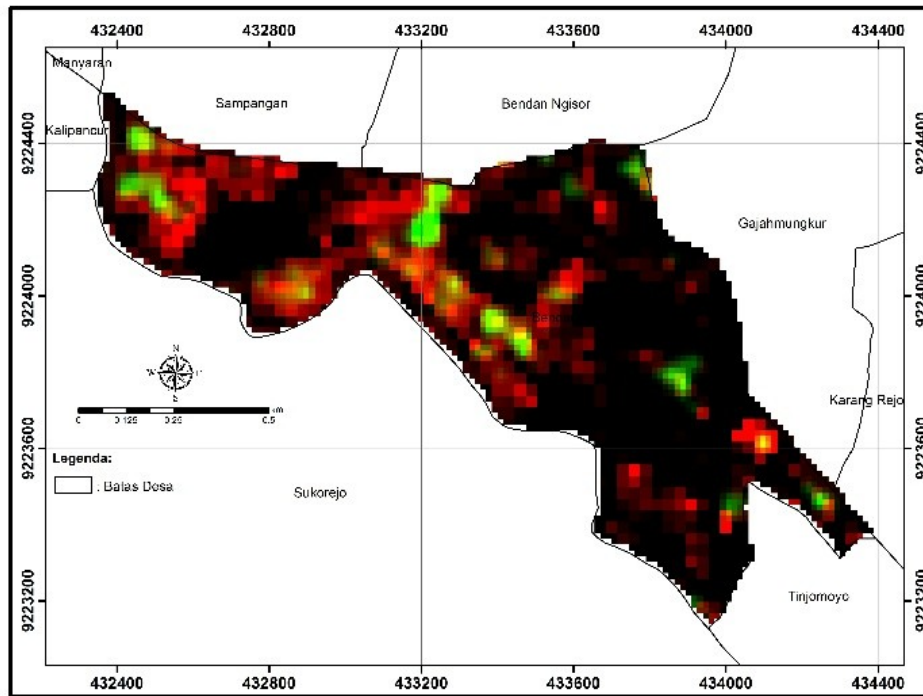 432400 432800 433200 433600 434000 434400
Manyaran
Sampangan
Bendan Ngisor
9224400
9224400
Kalipancur
Gajahmungkur
9224000
9224000
N
W
S
km
0 0.125 0.25 0.5
Karang Rejo
9223600
9223600
Legenda:
: Batas Desa
Sukorejo
Tinjomoyo
9223200
9223200
432400 432800 433200 433600 434000 434400